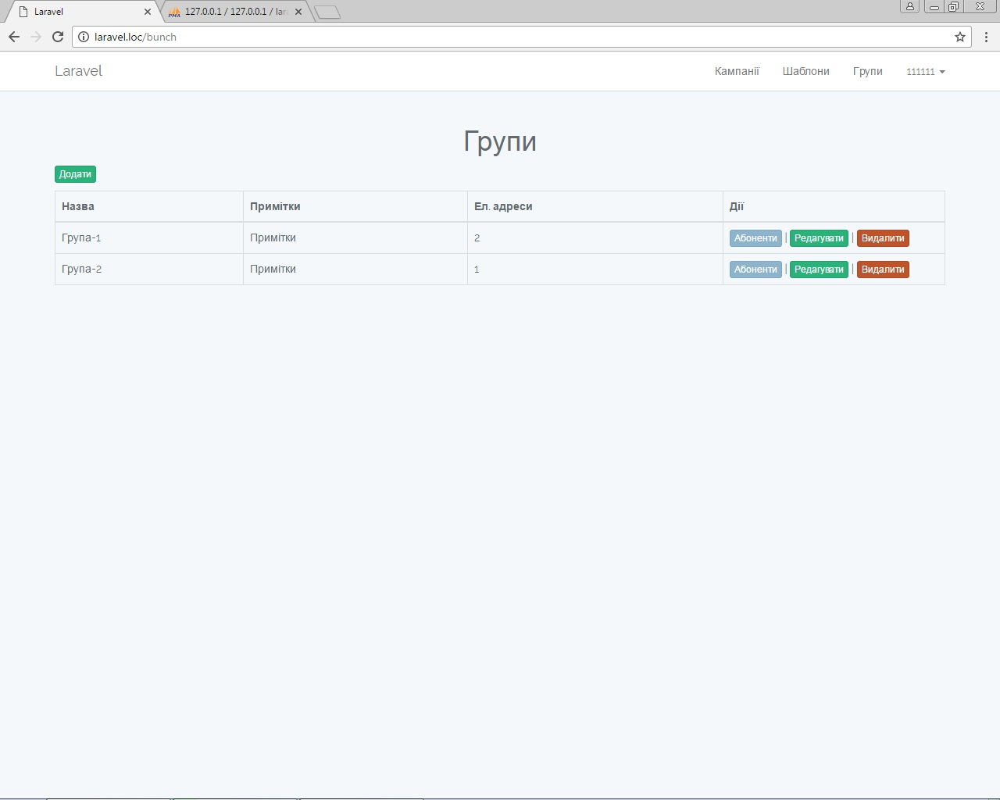 Laravel
127.0.0.1 / 127.0.0.1 / lar
laravel.loc/bunch
Laravel Кампанії Шаблони Групи 111111
Групи
Додати
Назва Примітки Ел. адреси Дії
Група-1 Примітки 2 Абоненти | Редагувати | Видалити
Група-2 Примітки 1 Абоненти | Редагувати | Видалити